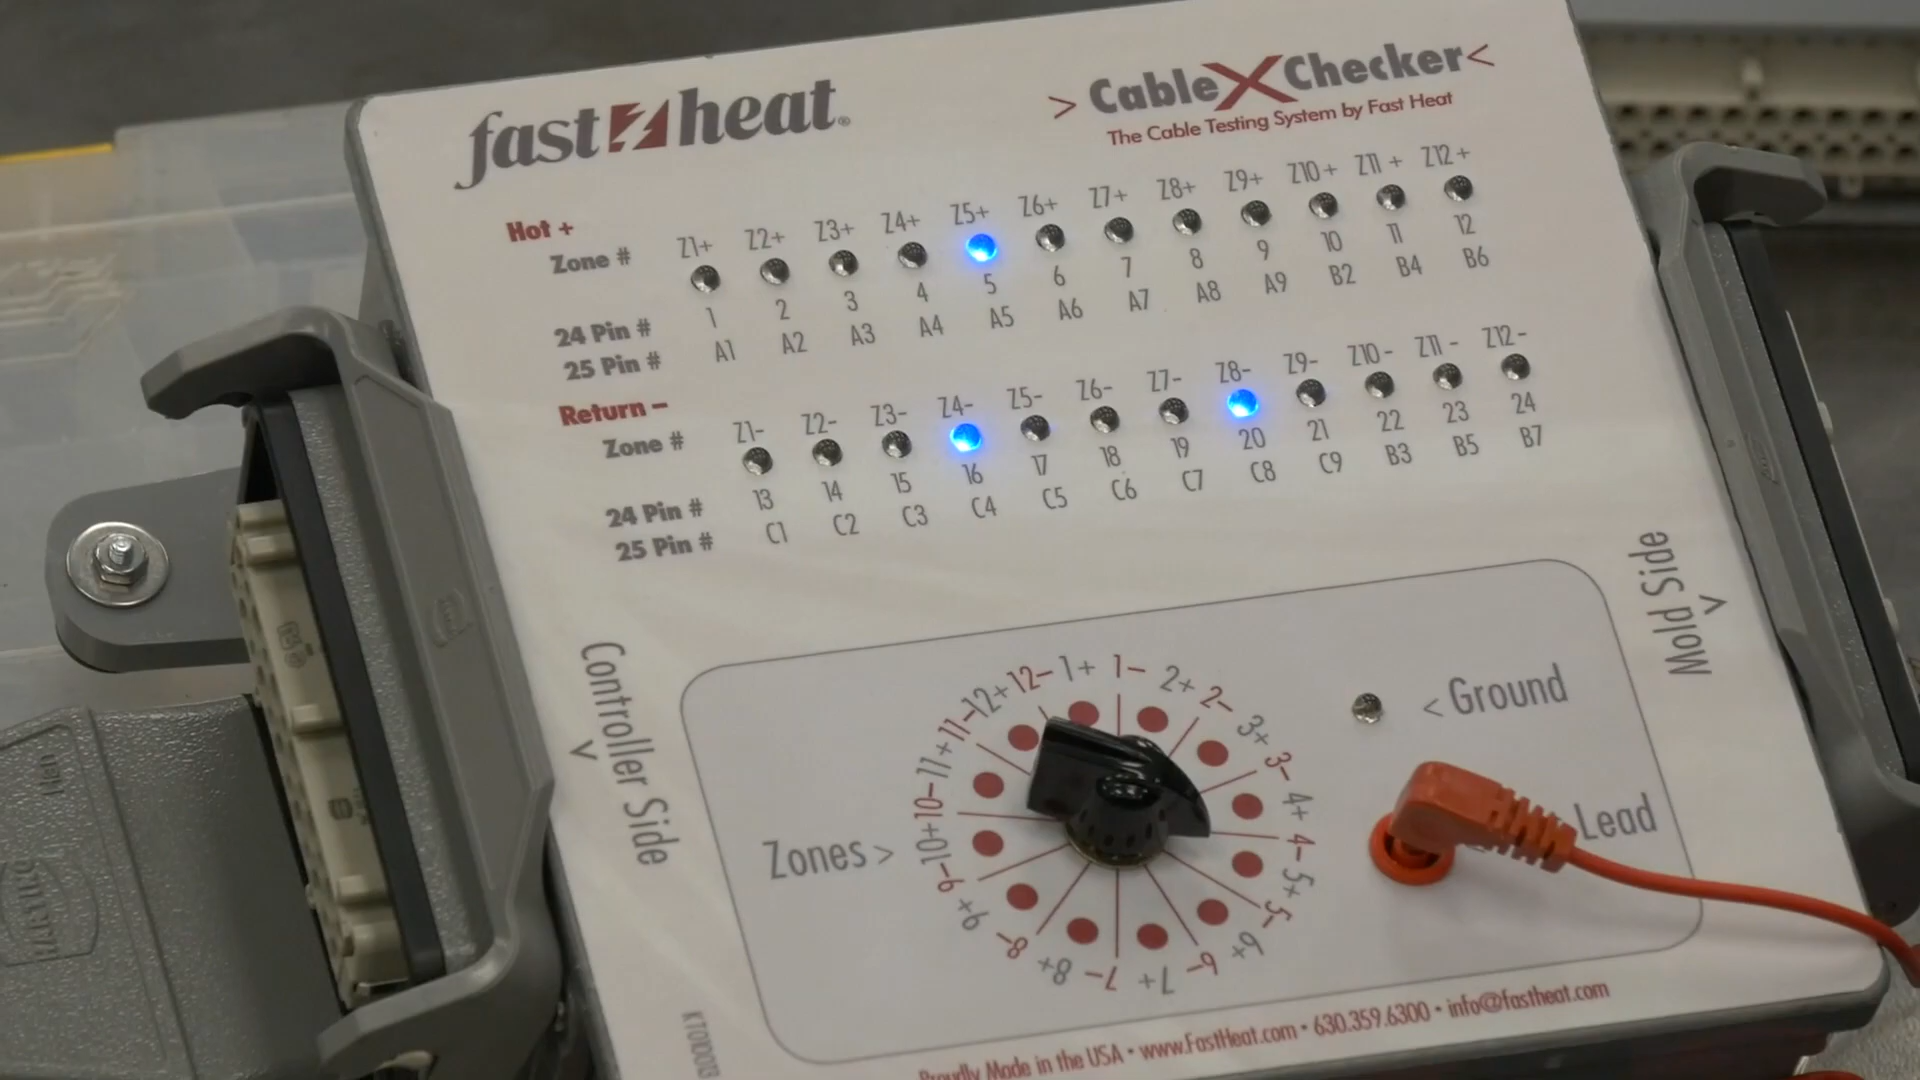 fast heat®
> CableXChecker <
The Cable Testing System by Fast Heat
Hot +
Zone # Z1+ Z2+ Z3+ Z4+ Z5+ Z6+ Z7+ Z8+ Z9+ Z10+ Z11+ Z12+
24 Pin # 1 2 3 4 5 6 7 8 9 10 11 12
25 Pin # A1 A2 A3 A4 A5 A6 A7 A8 A9 B2 B4 B6
Return –
Zone # Z1- Z2- Z3- Z4- Z5- Z6- Z7- Z8- Z9- Z10- Z11- Z12-
24 Pin # 13 14 15 16 17 18 19 20 21 22 23 24
25 Pin # C1 C2 C3 C4 C5 C6 C7 C8 C9 B3 B5 B7
Controller Side >
Mold Side >
Zones >
1+ 1– 2+ 2– 3+ 3– 4+ 4– 5+ 5– 6+ 6– 7+ 7– 8+ 8– 9+ 9– 10+ 10– 11+ 11– 12+ 12–
< Ground
Lead
Proudly Made in the USA • www.FastHeat.com • 630.359.6300 • info@fastheat.com
HARTING